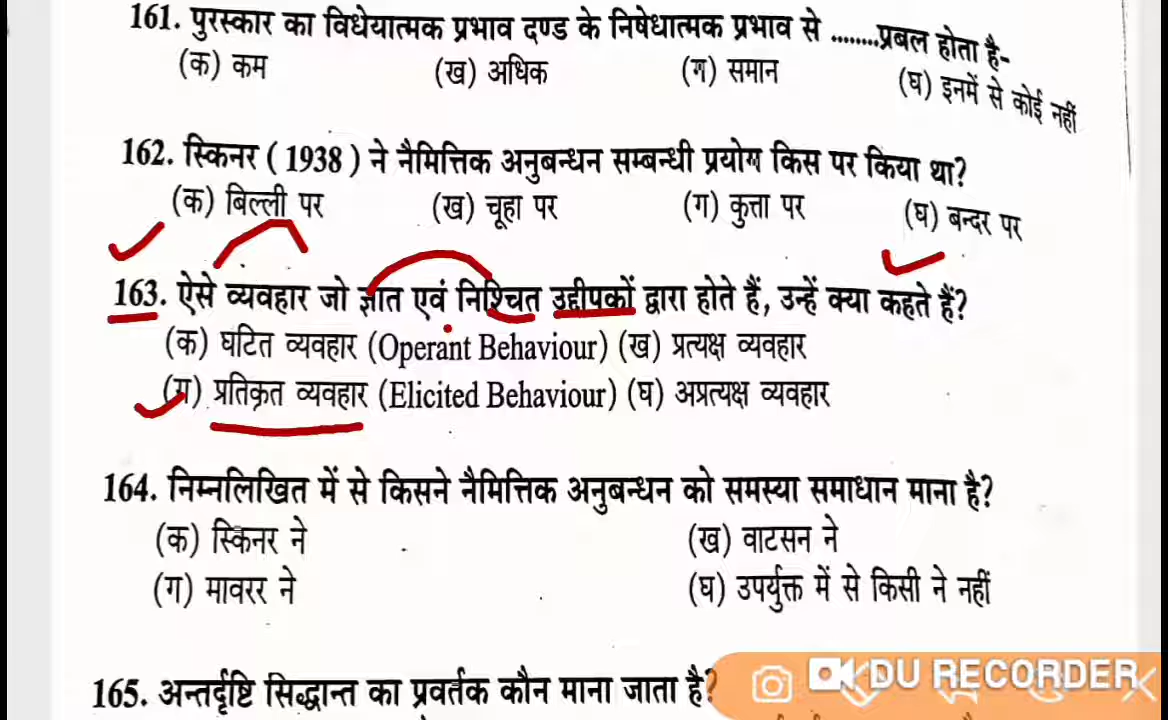 161. पुरस्कार का विधेयात्मक प्रभाव दण्ड के निषेधात्मक प्रभाव से ........प्रबल होता है-
(क) कम (ख) अधिक (ग) समान (घ) इनमें से कोई नहीं
162. स्किनर ( 1938 ) ने नैमित्तिक अनुबन्धन सम्बन्धी प्रयोग किस पर किया था?
(क) बिल्ली पर (ख) चूहा पर (ग) कुत्ता पर (घ) बन्दर पर
163. ऐसे व्यवहार जो ज्ञात एवं निश्चित उद्दीपकों द्वारा होते हैं, उन्हें क्या कहते हैं?
(क) घटित व्यवहार (Operant Behaviour) (ख) प्रत्यक्ष व्यवहार
(ग) प्रतिकृत व्यवहार (Elicited Behaviour) (घ) अप्रत्यक्ष व्यवहार
164. निम्नलिखित में से किसने नैमित्तिक अनुबन्धन को समस्या समाधान माना है?
(क) स्किनर ने (ख) वाटसन ने
(ग) मावरर ने (घ) उपर्युक्त में से किसी ने नहीं
165. अन्तर्दृष्टि सिद्धान्त का प्रवर्तक कौन माना जाता है?
DU RECORDER